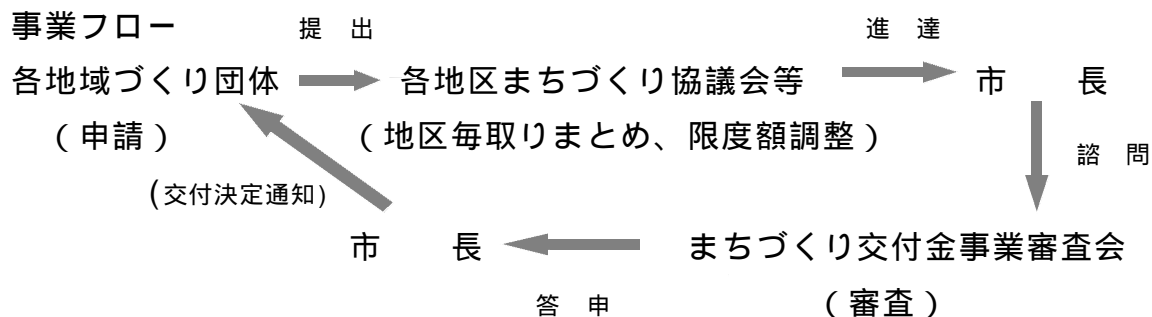 事業フロー 提 出 進 達
各地域づくり団体 各地区まちづくり協議会等 市 長
(申請) (地区毎取りまとめ、限度額調整)
諮 問
(交付決定通知)
市 長 まちづくり交付金事業審査会
答 申 (審査)